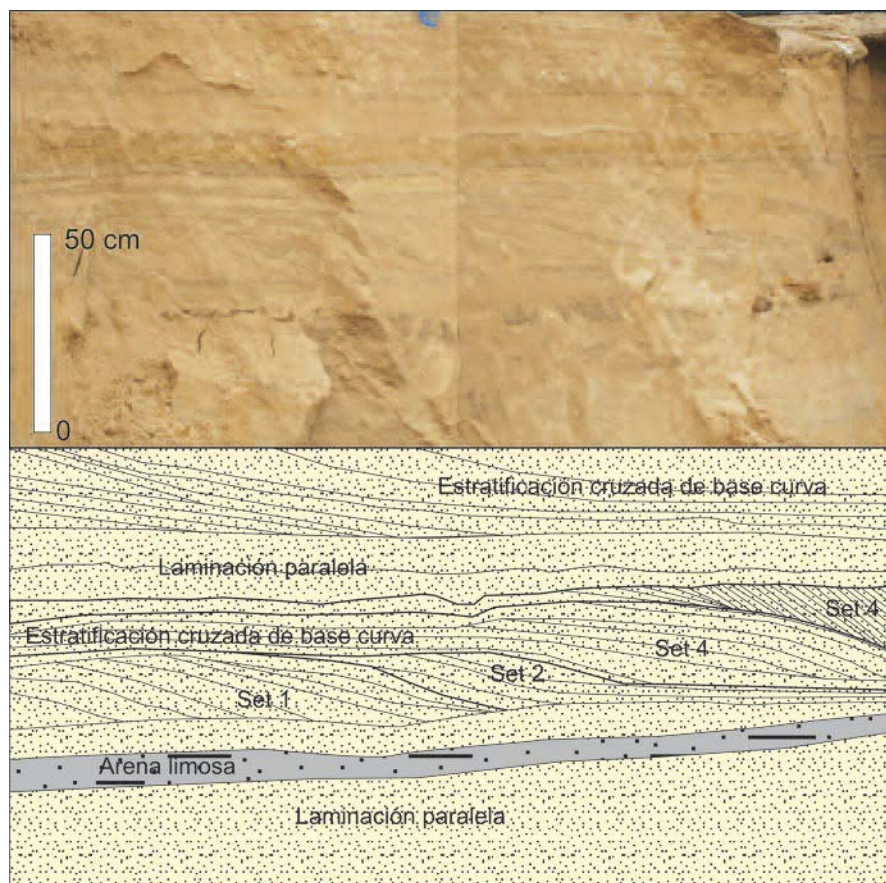 50 cm
0
Estratificación cruzada de base curva
Laminación paralela
Set 4
Estratificación cruzada de base curva
Set 4
Set 2
Set 1
Arena limosa
Laminación paralela